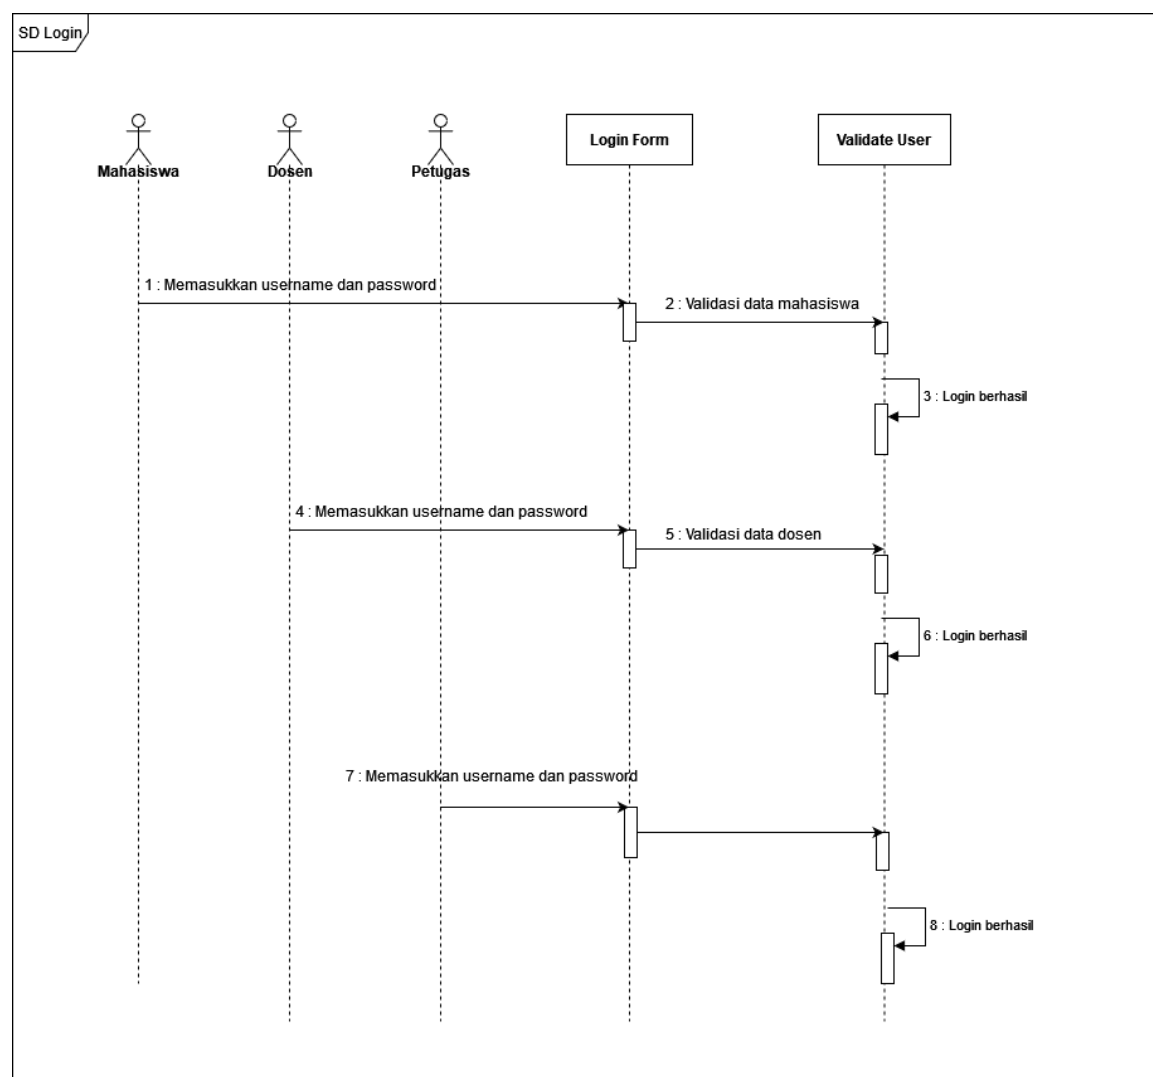 SD Login
Mahasiswa
Dosen
Petugas
Login Form
Validate User
1 : Memasukkan username dan password
2 : Validasi data mahasiswa
3 : Login berhasil
4 : Memasukkan username dan password
5 : Validasi data dosen
6 : Login berhasil
7 : Memasukkan username dan password
8 : Login berhasil